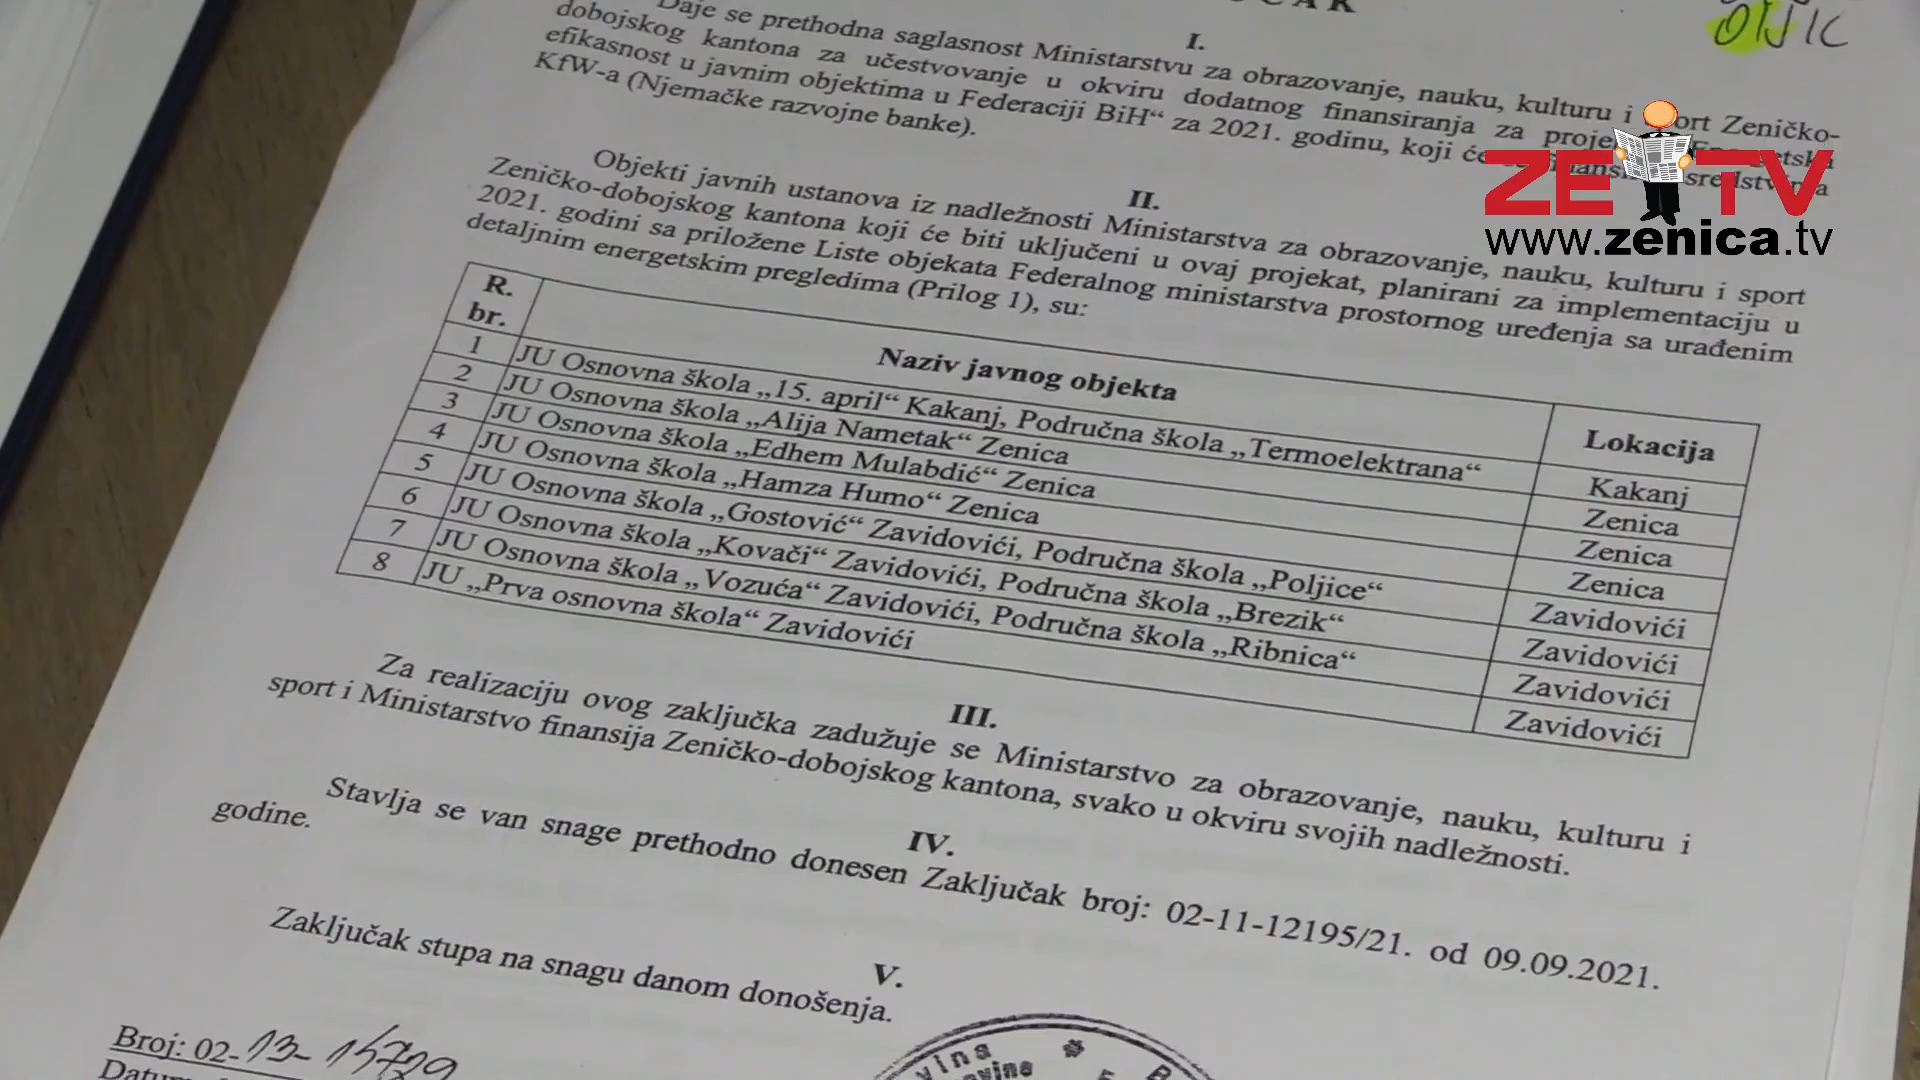 OŅIC
I.
Daje se prethodna saglasnost Ministarstvu za obrazovanje, nauku, kulturu i sport Zeničko-
dobojskog kantona za učestvovanje u okviru dodatnog finansiranja za
efikasnost u javnim objektima u Federaciji BiH“ za 2021. godinu, koji će
KfW-a (Njemačke razvojne banke).
ZE TV
www.zenica.tv
II.
Objekti javnih ustanova iz nadležnosti Ministarstva za obrazovanje, nauku, kulturu i sport
Zeničko-dobojskog kantona koji će biti uključeni u ovaj projekat, planirani za implementaciju u
2021. godini sa priložene Liste objekata Federalnog ministarstva prostornog uređenja sa urađenim
detaljnim energetskim pregledima (Prilog 1), su:
R. br. Naziv javnog objekta Lokacija
1 JU Osnovna škola „15. april“ Kakanj, Područna škola „Termoelektrana“ Kakanj
2 JU Osnovna škola „Alija Nametak“ Zenica Zenica
3 JU Osnovna škola „Edhem Mulabdić“ Zenica Zenica
4 JU Osnovna škola „Hamza Humo“ Zenica Zenica
5 JU Osnovna škola „Gostović“ Zavidovići, Područna škola „Poljice“ Zavidovići
6 JU Osnovna škola „Kovači“ Zavidovići, Područna škola „Brezik“ Zavidovići
7 JU Osnovna škola „Vozuća“ Zavidovići, Područna škola „Ribnica“ Zavidovići
8 JU „Prva osnovna škola“ Zavidovići Zavidovići
III.
Za realizaciju ovog zaključka zadužuje se Ministarstvo za obrazovanje, nauku, kulturu i
sport i Ministarstvo finansija Zeničko-dobojskog kantona, svako u okviru svojih nadležnosti.
IV.
Stavlja se van snage prethodno donesen Zaključak broj: 02-11-12195/21. od 09.09.2021.
godine.
V.
Zaključak stupa na snagu danom donošenja.
Broj: 02-13-14729